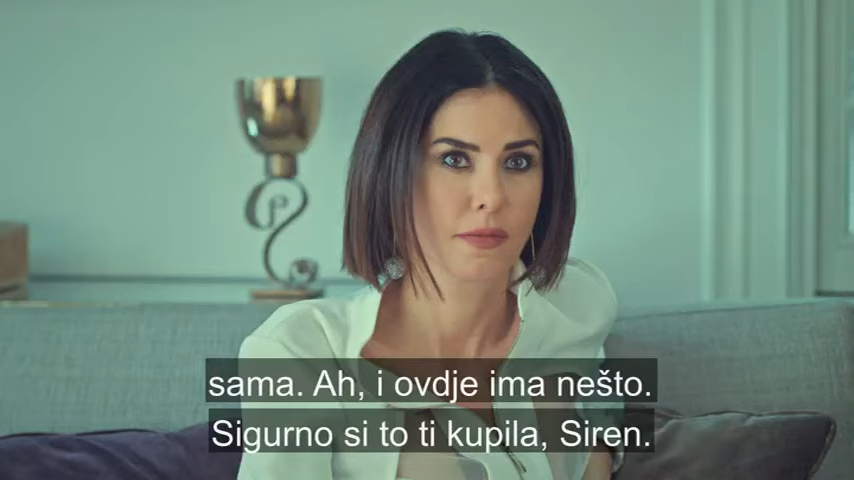 sama. Ah, i ovdje ima nešto.
Sigurno si to ti kupila, Siren.